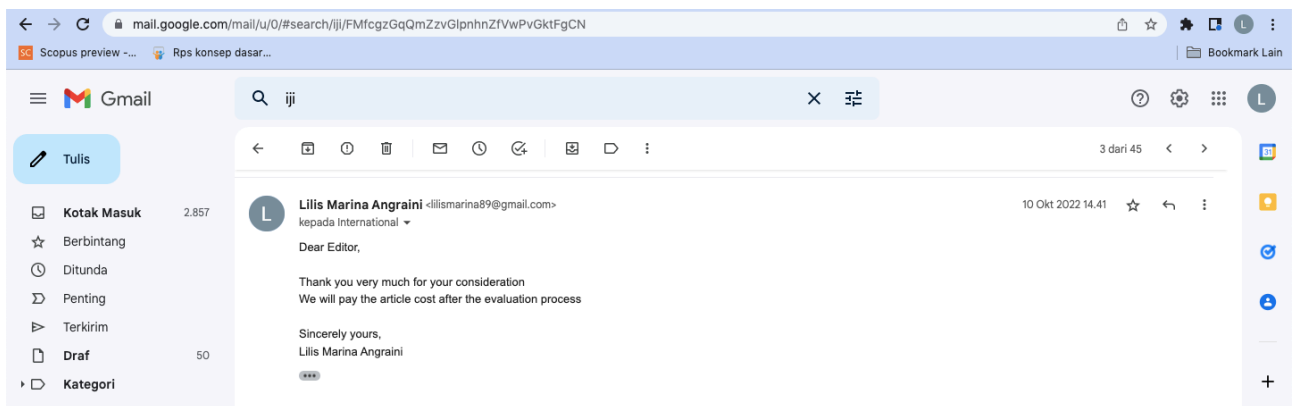 mail.google.com/mail/u/0/#search/iji/FMfcgzGqQmZzvGlpnhnZfVwPvGktFgCN
L
SC Scopus preview -... Rps konsep dasar... Bookmark Lain
Gmail iji L
Tulis 3 dari 45 31
Kotak Masuk 2.857
Berbintang
Ditunda
Penting
Terkirim
Draf 50
Kategori
L Lilis Marina Angraini <lilismarina89@gmail.com> 10 Okt 2022 14.41
kepada International
Dear Editor,
Thank you very much for your consideration
We will pay the article cost after the evaluation process
Sincerely yours,
Lilis Marina Angraini